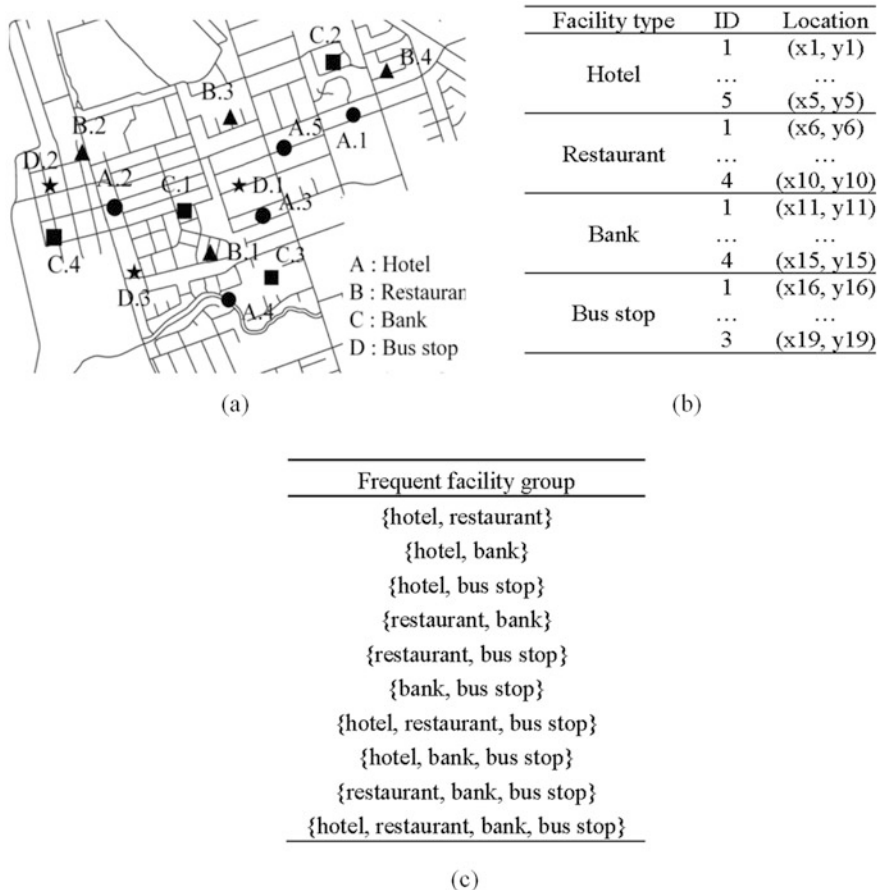 C.2
B.4
B.3
A.1
A.5
B.2
D.2
A.2
C.1
D.1
A.3
B.1
C.3
C.4
D.3
A.4
A : Hotel
B : Restauran
C : Bank
D : Bus stop
(a)
Facility type ID Location
Hotel
1 (x1, y1)
... ...
5 (x5, y5)
Restaurant
1 (x6, y6)
... ...
4 (x10, y10)
Bank
1 (x11, y11)
... ...
4 (x15, y15)
Bus stop
1 (x16, y16)
... ...
3 (x19, y19)
(b)
Frequent facility group
{hotel, restaurant}
{hotel, bank}
{hotel, bus stop}
{restaurant, bank}
{restaurant, bus stop}
{bank, bus stop}
{hotel, restaurant, bus stop}
{hotel, bank, bus stop}
{restaurant, bank, bus stop}
{hotel, restaurant, bank, bus stop}
(c)